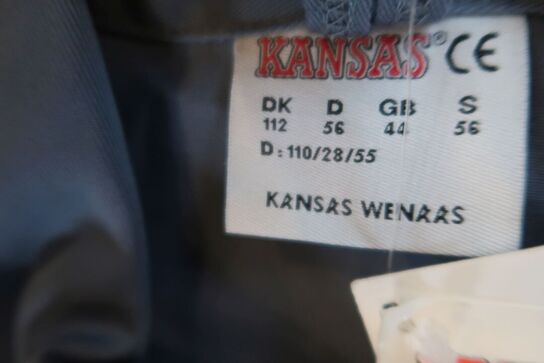 KANSAS® CE
DK D GB S
112 56 44 56
D: 110/28/55
KANSAS WENAAS